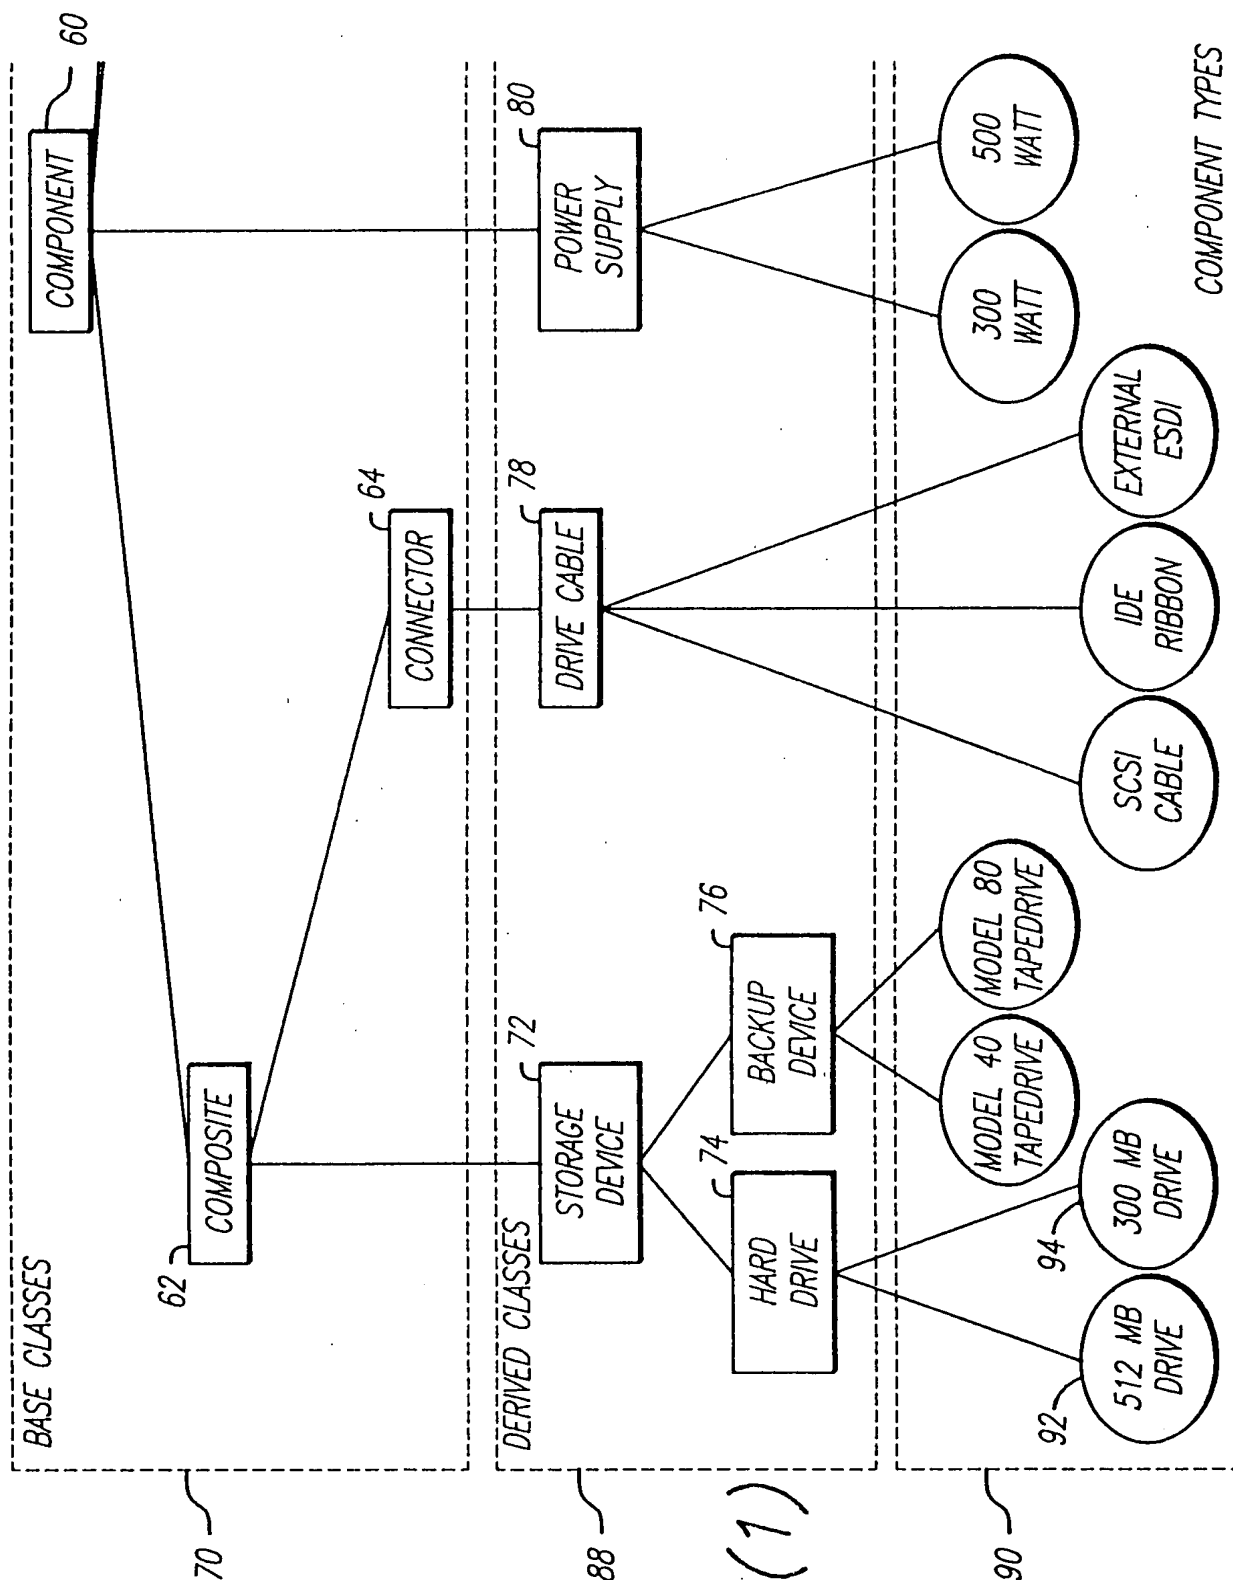 BASE CLASSES
COMPONENT
60
62
COMPOSITE
64
CONNECTOR
70
DERIVED CLASSES
72
STORAGE
DEVICE
78
DRIVE CABLE
80
POWER
SUPPLY
74
HARD
DRIVE
76
BACKUP
DEVICE
88
(1)
92
512 MB
DRIVE
94
300 MB
DRIVE
MODEL 40
TAPEDRIVE
MODEL 80
TAPEDRIVE
SCSI
CABLE
IDE
RIBBON
EXTERNAL
ESDI
300
WATT
500
WATT
90
COMPONENT TYPES